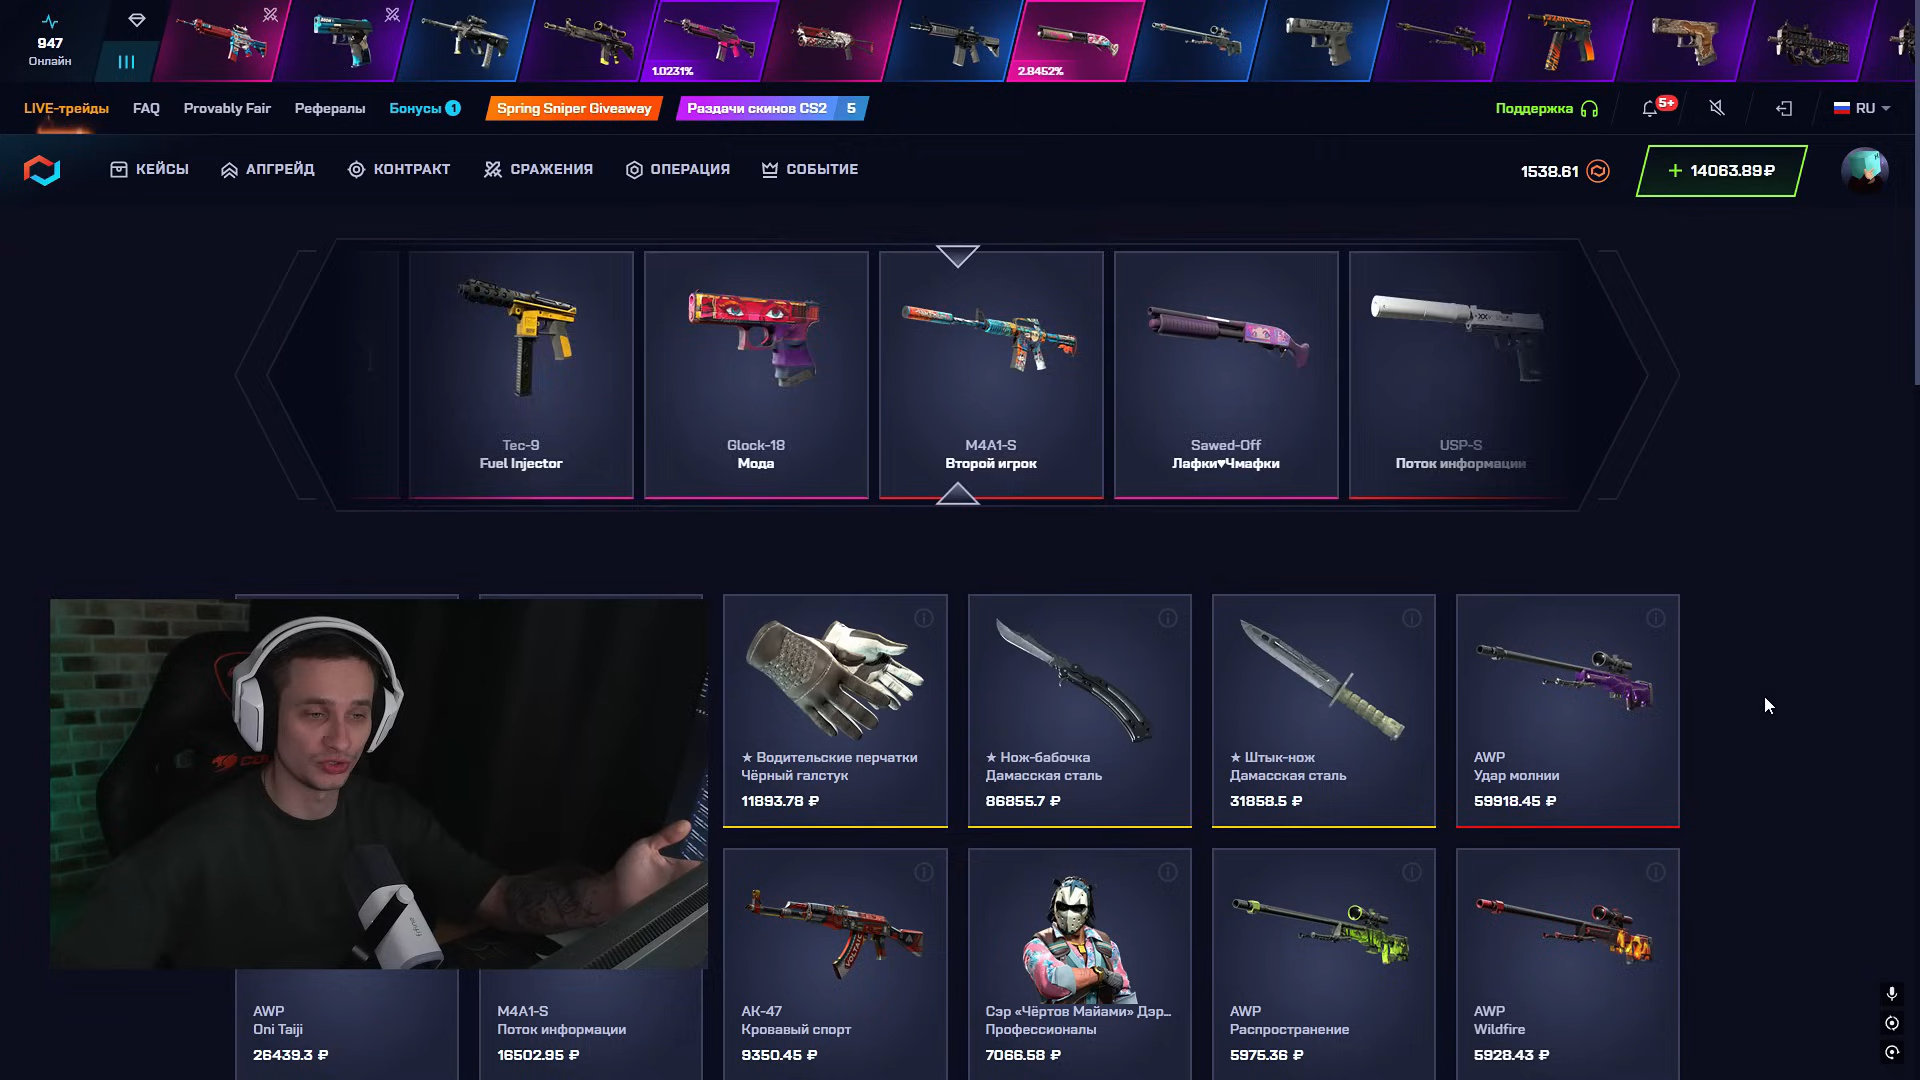 947
Онлайн
1.0231%
2.8452%
LIVE-трейды
FAQ
Provably Fair
Рефералы
Бонусы 1
Spring Sniper Giveaway
Раздачи скинов CS2 5
Поддержка
5+
RU
КЕЙСЫ
АПГРЕЙД
КОНТРАКТ
СРАЖЕНИЯ
ОПЕРАЦИЯ
СОБЫТИЕ
1538.61
+ 14063.89₽
Tec-9
Fuel Injector
Glock-18
Мода
M4A1-S
Второй игрок
Sawed-Off
Лафки♥Чмафки
USP-S
Поток информации
★ Водительские перчатки
Чёрный галстук
11893.78 ₽
★ Нож-бабочка
Дамасская сталь
86855.7 ₽
★ Штык-нож
Дамасская сталь
31858.5 ₽
AWP
Удар молнии
59918.45 ₽
AWP
Oni Taiji
26439.3 ₽
M4A1-S
Поток информации
16502.95 ₽
AK-47
Кровавый спорт
9350.45 ₽
Сэр «Чёртов Майами» Дэр...
Профессионалы
7066.58 ₽
AWP
Распространение
5975.36 ₽
AWP
Wildfire
5928.43 ₽